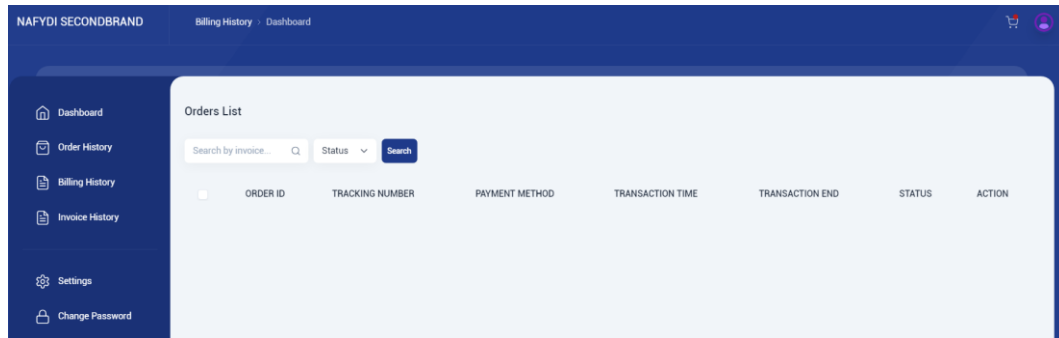 NAFYDI SECONDBRAND
Billing History > Dashboard
Dashboard
Order History
Billing History
Invoice History
Settings
Change Password
Orders List
Search by invoice...
Status
Search
ORDER ID TRACKING NUMBER PAYMENT METHOD TRANSACTION TIME TRANSACTION END STATUS ACTION